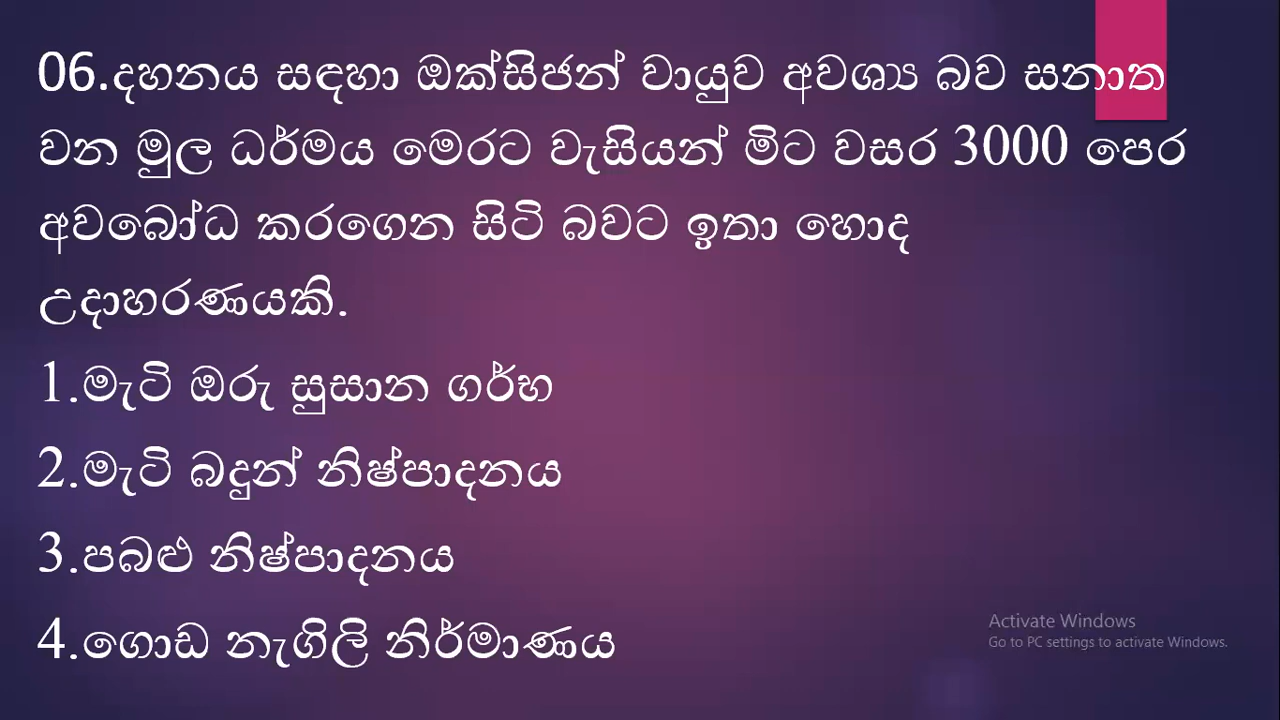 06.දහනය සඳහා ඔක්සිජන් වායුව අවශ්‍ය බව සනාත
වන මුල ධර්මය මෙරට වැසියන් මිට වසර 3000 පෙර
අවබෝධ කරගෙන සිටි බවට ඉතා හොද
උදාහරණයකි.
1.මැටි ඔරු සුසාන ගර්භ
2.මැටි බදුන් නිෂ්පාදනය
3.පබළු නිෂ්පාදනය
4.ගොඩ නැගිලි නිර්මාණය
Activate Windows
Go to PC settings to activate Windows.